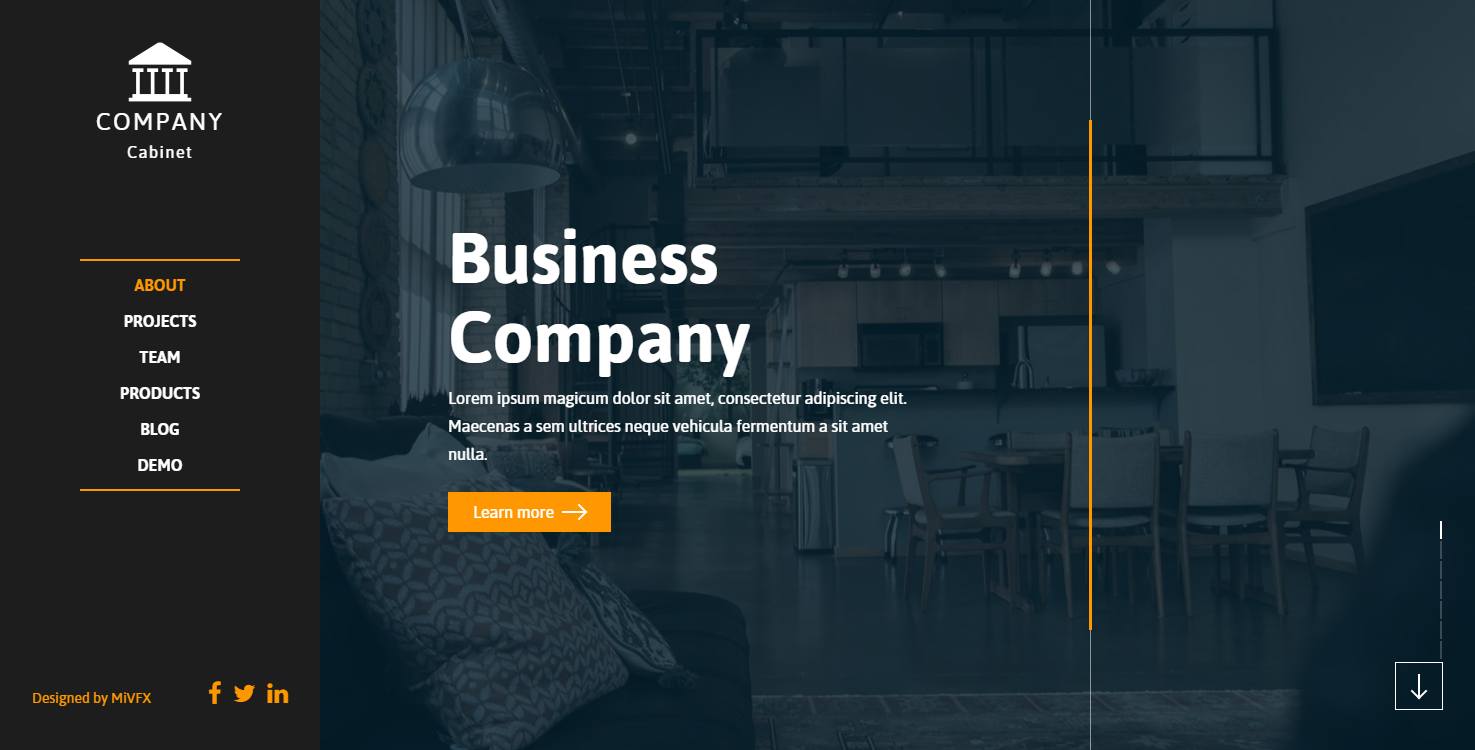 COMPANY
Cabinet
ABOUT
PROJECTS
TEAM
PRODUCTS
BLOG
DEMO
Designed by MiVFX
Business
Company
Lorem ipsum magicum dolor sit amet, consectetur adipiscing elit.
Maecenas a sem ultrices neque vehicula fermentum a sit amet
nulla.
Learn more